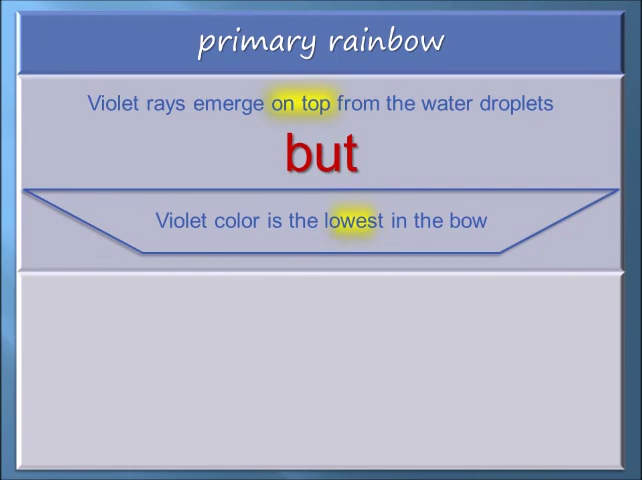 primary rainbow
Violet rays emerge on top from the water droplets
but
Violet color is the lowest in the bow